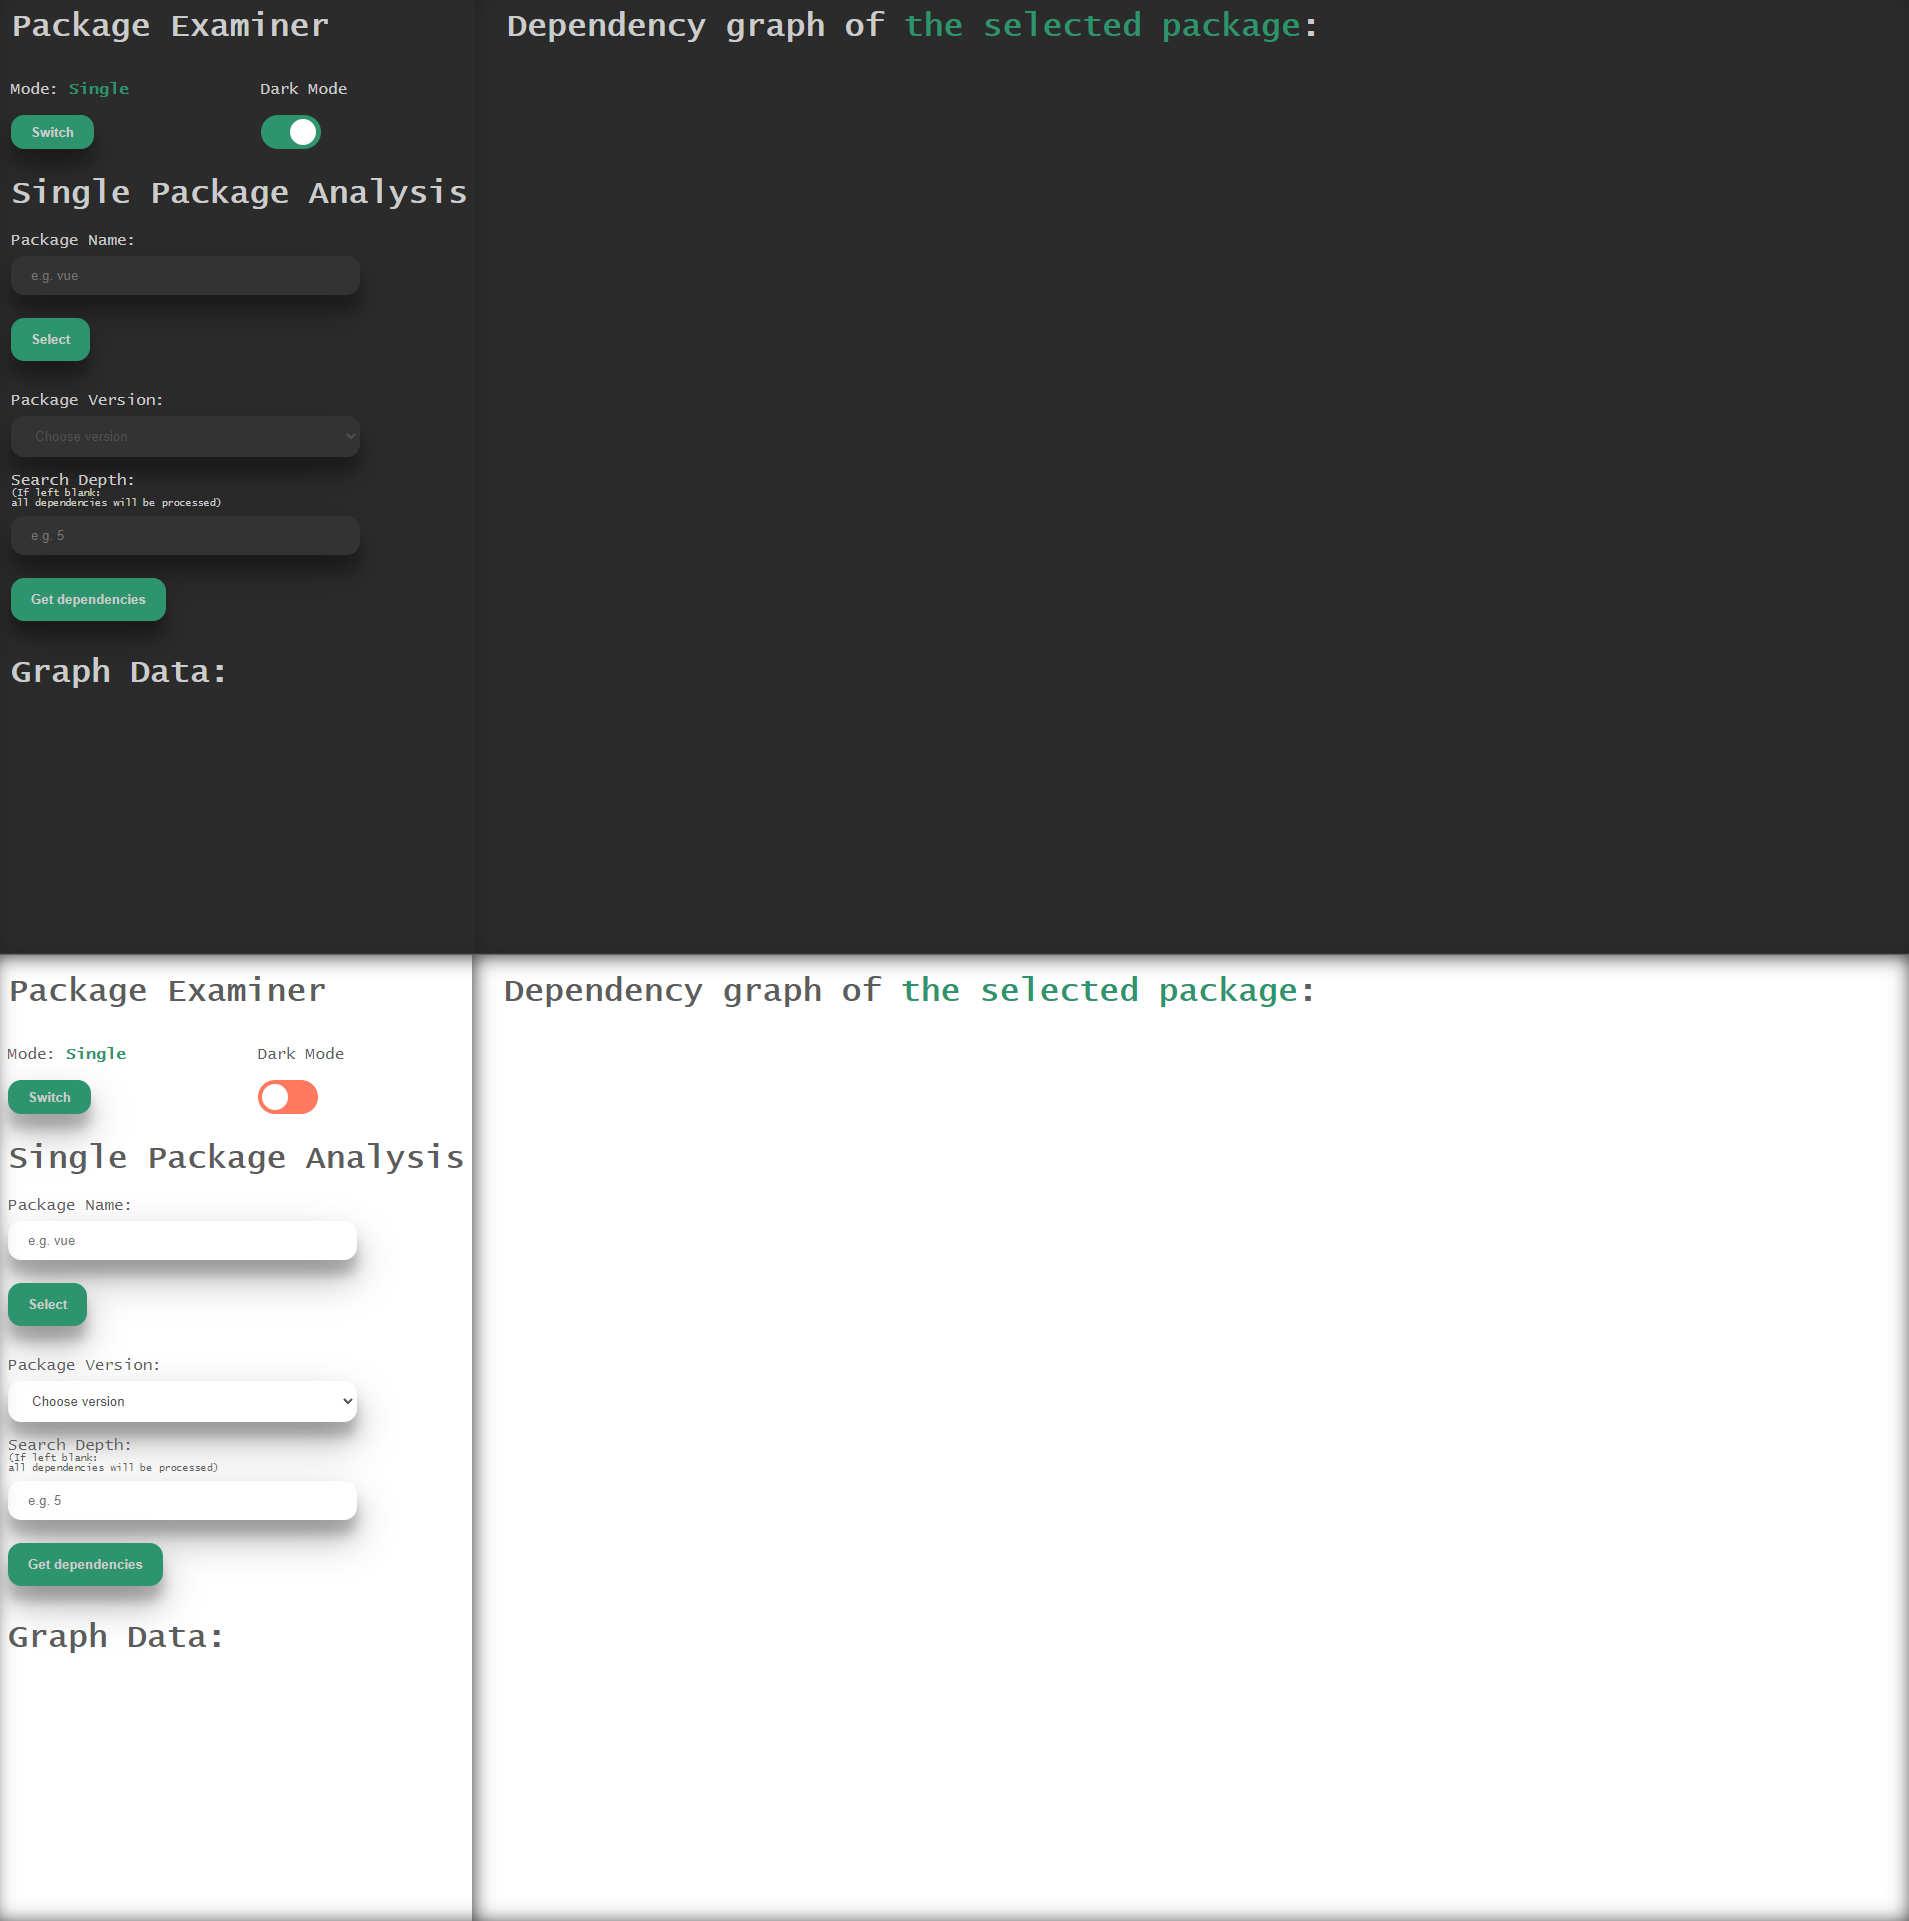 Package Examiner
Mode: Single
Dark Mode
Switch
Single Package Analysis
Package Name:
e.g. vue
Select
Package Version:
Choose version
Search Depth:
(If left blank:
all dependencies will be processed)
e.g. 5
Get dependencies
Graph Data:
Dependency graph of the selected package:
Package Examiner
Mode: Single
Dark Mode
Switch
Single Package Analysis
Package Name:
e.g. vue
Select
Package Version:
Choose version
Search Depth:
(If left blank:
all dependencies will be processed)
e.g. 5
Get dependencies
Graph Data:
Dependency graph of the selected package: